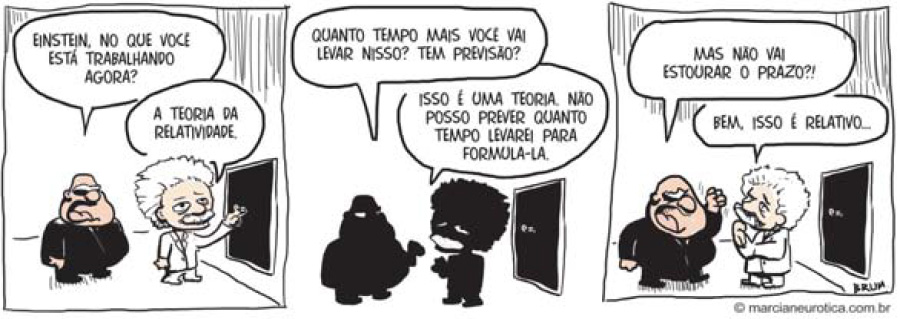 EINSTEIN, NO QUE VOCÊ
ESTÁ TRABALHANDO
AGORA?
A TEORIA DA
RELATIVIDADE.
QUANTO TEMPO MAIS VOCÊ VAI
LEVAR NISSO? TEM PREVISÃO?
ISSO É UMA TEORIA. NÃO
POSSO PREVER QUANTO
TEMPO LEVAREI PARA
FORMULÁ-LA.
e=.
MAS NÃO VAI
ESTOURAR O PRAZO?!
BEM, ISSO É RELATIVO...
e=.
BRUM
© marcianeurotica.com.br